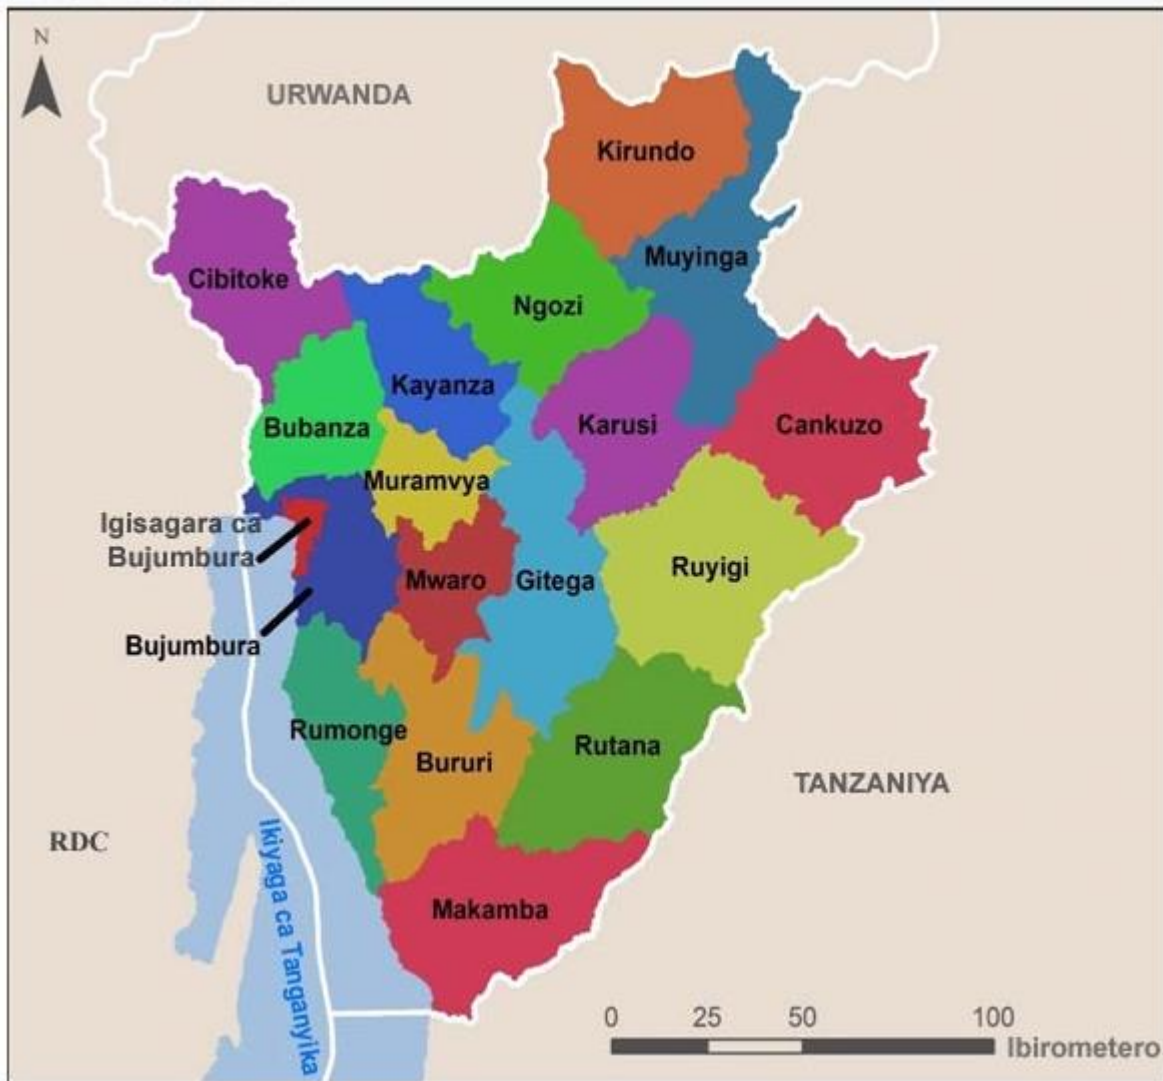 N
URWANDA
Kirundo
Muyinga
Cibitoke
Ngozi
Kayanza
Bubanza
Karusi
Cankuzo
Muramvya
Igisagara ca
Bujumbura
Mwaro
Gitega
Ruyigi
Bujumbura
Rumonge
Bururi
Rutana
TANZANIYA
RDC
Ikiyaga ca Tanganyika
Makamba
0 25 50 100
Ibirometero